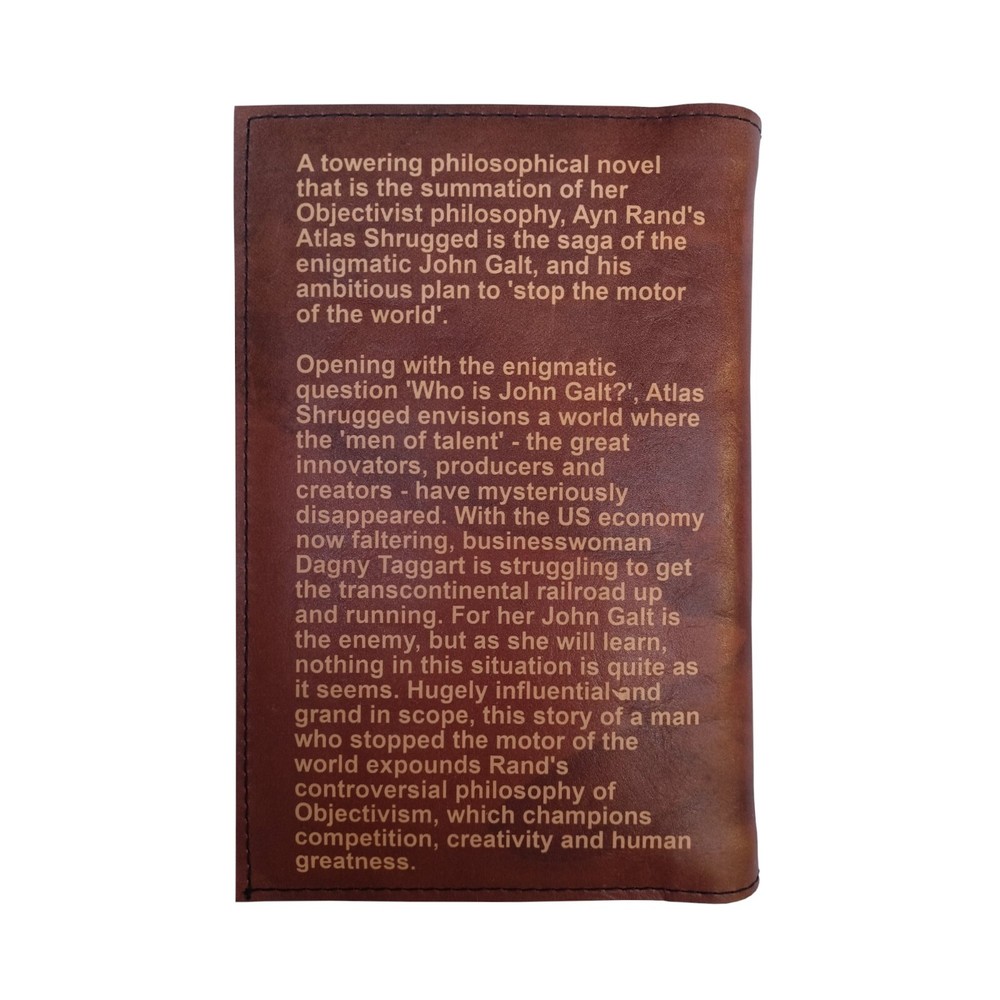 A towering philosophical novel
that is the summation of her
Objectivist philosophy, Ayn Rand's
Atlas Shrugged is the saga of the
enigmatic John Galt, and his
ambitious plan to 'stop the motor
of the world'.
Opening with the enigmatic
question 'Who is John Galt?', Atlas
Shrugged envisions a world where
the 'men of talent' - the great
innovators, producers and
creators - have mysteriously
disappeared. With the US economy
now faltering, businesswoman
Dagny Taggart is struggling to get
the transcontinental railroad up
and running. For her John Galt is
the enemy, but as she will learn,
nothing in this situation is quite as
it seems. Hugely influential and
grand in scope, this story of a man
who stopped the motor of the
world expounds Rand's
controversial philosophy of
Objectivism, which champions
competition, creativity and human
greatness.